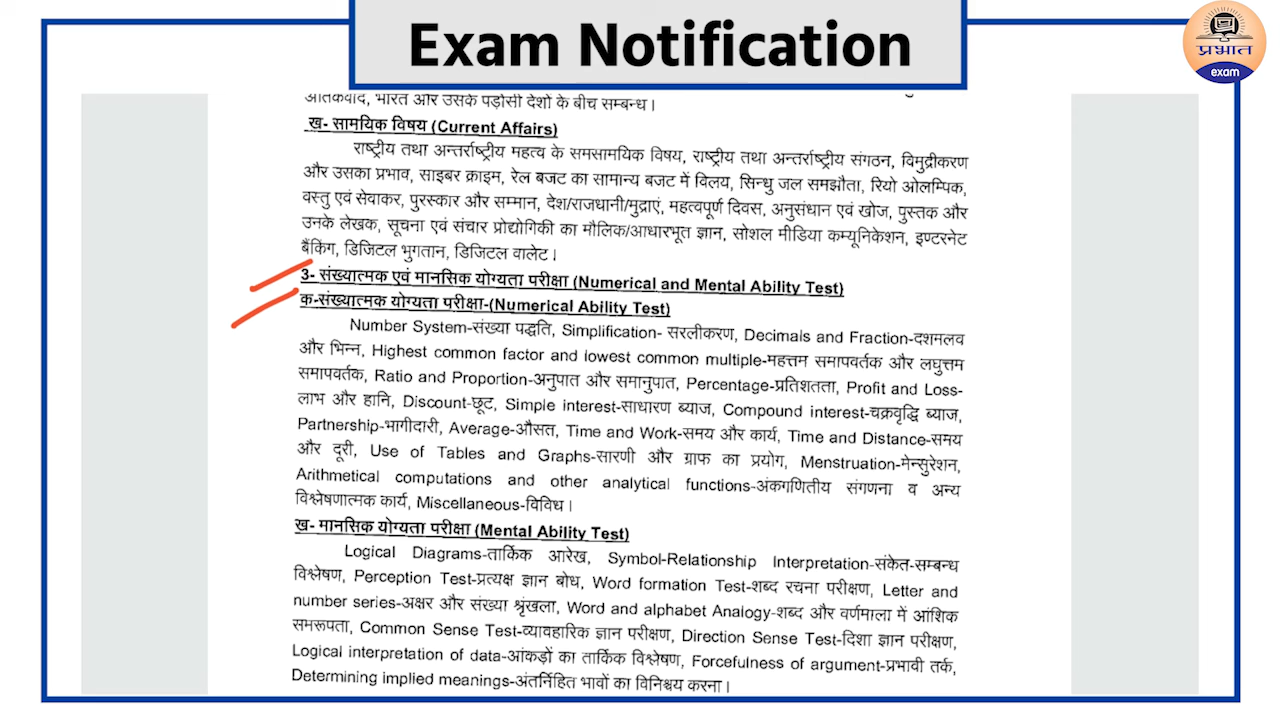 Exam Notification
प्रभात
exam
आतंकवाद, भारत और उसके पड़ोसी देशों के बीच सम्बन्ध।
ख- सामयिक विषय (Current Affairs)
राष्ट्रीय तथा अन्तर्राष्ट्रीय महत्व के समसामयिक विषय, राष्ट्रीय तथा अन्तर्राष्ट्रीय संगठन, विमुद्रीकरण
और उसका प्रभाव, साइबर क्राइम, रेल बजट का सामान्य बजट में विलय, सिन्धु जल समझौता, रियो ओलम्पिक,
वस्तु एवं सेवाकर, पुरस्कार और सम्मान, देश/राजधानी/मुद्राएं, महत्वपूर्ण दिवस, अनुसंधान एवं खोज, पुस्तक और
उनके लेखक, सूचना एवं संचार प्रोद्योगिकी का मौलिक/आधारभूत ज्ञान, सोशल मीडिया कम्यूनिकेशन, इण्टरनेट
बैंकिंग, डिजिटल भुगतान, डिजिटल वालेट।
3- संख्यात्मक एवं मानसिक योग्यता परीक्षा (Numerical and Mental Ability Test)
क-संख्यात्मक योग्यता परीक्षा-(Numerical Ability Test)
Number System-संख्या पद्धति, Simplification- सरलीकरण, Decimals and Fraction-दशमलव
और भिन्न, Highest common factor and lowest common multiple-महत्तम समापवर्तक और लघुत्तम
समापवर्तक, Ratio and Proportion-अनुपात और समानुपात, Percentage-प्रतिशतता, Profit and Loss-
लाभ और हानि, Discount-छूट, Simple interest-साधारण ब्याज, Compound interest-चक्रवृद्धि ब्याज,
Partnership-भागीदारी, Average-औसत, Time and Work-समय और कार्य, Time and Distance-समय
और दूरी, Use of Tables and Graphs-सारणी और ग्राफ का प्रयोग, Menstruation-मेन्सुरेशन,
Arithmetical computations and other analytical functions-अंकगणितीय संगणना व अन्य
विश्लेषणात्मक कार्य, Miscellaneous-विविध।
ख- मानसिक योग्यता परीक्षा (Mental Ability Test)
Logical Diagrams-तार्किक आरेख, Symbol-Relationship Interpretation-संकेत-सम्बन्ध
विश्लेषण, Perception Test-प्रत्यक्ष ज्ञान बोध, Word formation Test-शब्द रचना परीक्षण, Letter and
number series-अक्षर और संख्या श्रृंखला, Word and alphabet Analogy-शब्द और वर्णमाला में आंशिक
समरूपता, Common Sense Test-व्यावहारिक ज्ञान परीक्षण, Direction Sense Test-दिशा ज्ञान परीक्षण,
Logical interpretation of data-आंकड़ों का तार्किक विश्लेषण, Forcefulness of argument-प्रभावी तर्क,
Determining implied meanings-अंतर्निहित भावों का विनिश्चय करना।